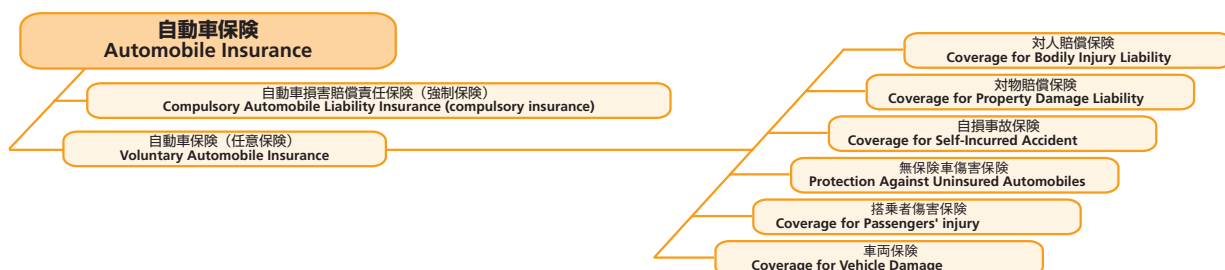 自動車保険
Automobile Insurance
自動車損害賠償責任保険（強制保険）
Compulsory Automobile Liability Insurance (compulsory insurance)
自動車保険（任意保険）
Voluntary Automobile Insurance
対人賠償保険
Coverage for Bodily Injury Liability
対物賠償保険
Coverage for Property Damage Liability
自損事故保険
Coverage for Self-Incurred Accident
無保険車傷害保険
Protection Against Uninsured Automobiles
搭乗者傷害保険
Coverage for Passengers' injury
車両保険
Coverage for Vehicle Damage